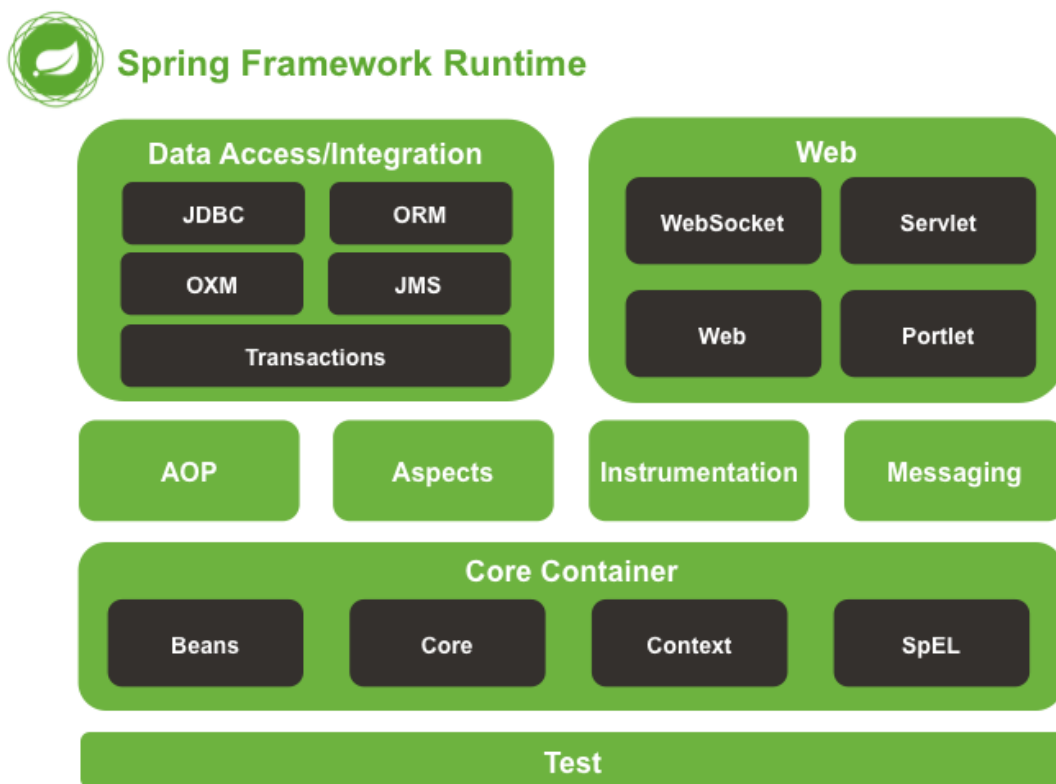 Spring Framework Runtime
Data Access/Integration
JDBC
ORM
OXM
JMS
Transactions
Web
WebSocket
Servlet
Web
Portlet
AOP
Aspects
Instrumentation
Messaging
Core Container
Beans
Core
Context
SpEL
Test